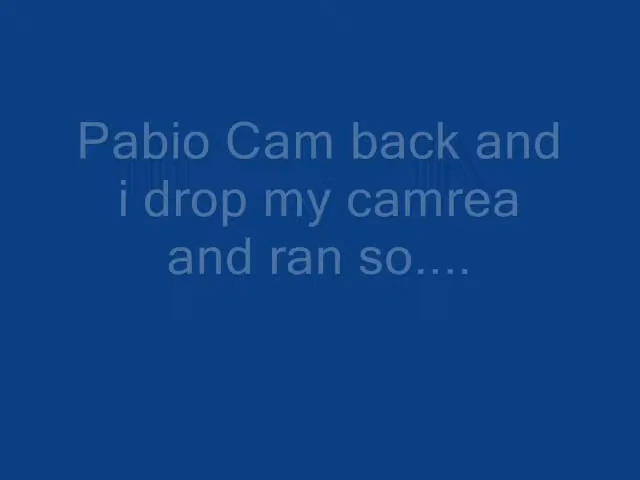 Pabio Cam back and
i drop my camrea
and ran so....